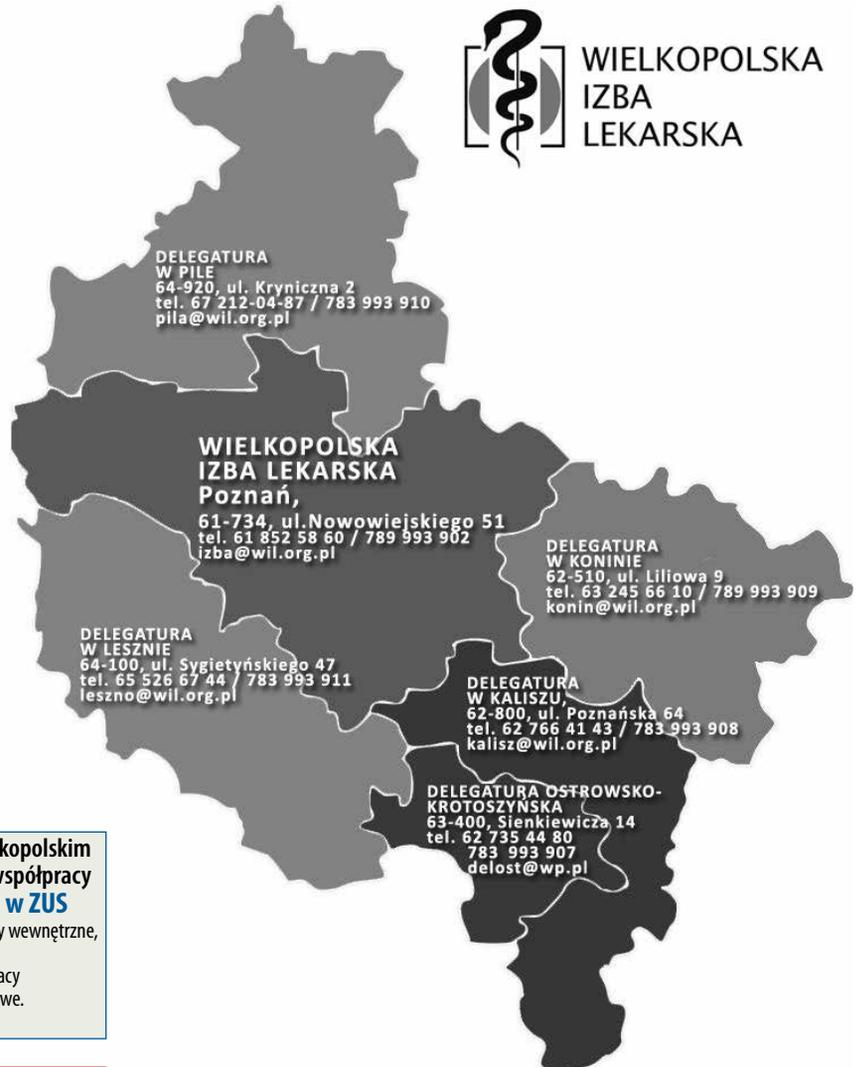 WIELKOPOLSKA
IZBA
LEKARSKA
DELEGATURA
W PILE
64-920, ul. Kryniczna 2
tel. 67 212-04-87 / 783 993 910
pila@wil.org.pl
WIELKOPOLSKA
IZBA LEKARSKA
Poznań,
61-734, ul.Nowowiejskiego 51
tel. 61 852 58 60 / 789 993 902
izba@wil.org.pl
DELEGATURA
W KONINIE
62-510, ul. Liliowa 9
tel. 63 245 66 10 / 789 993 909
konin@wil.org.pl
DELEGATURA
W LESZNIE
64-100, ul. Sygietyńskiego 47
tel. 65 526 67 44 / 783 993 911
leszno@wil.org.pl
DELEGATURA
W KALISZU,
62-800, ul. Poznańska 64
tel. 62 766 41 43 / 783 993 908
kalisz@wil.org.pl
DELEGATURA OSTROWSKO-
KROTOSZYŃSKA
63-400, Sienkiewicza 14
tel. 62 735 44 80
783 993 907
delost@wp.pl
kopolskim
współpracy
w ZUS
y wewnętrzne,
acy
we.